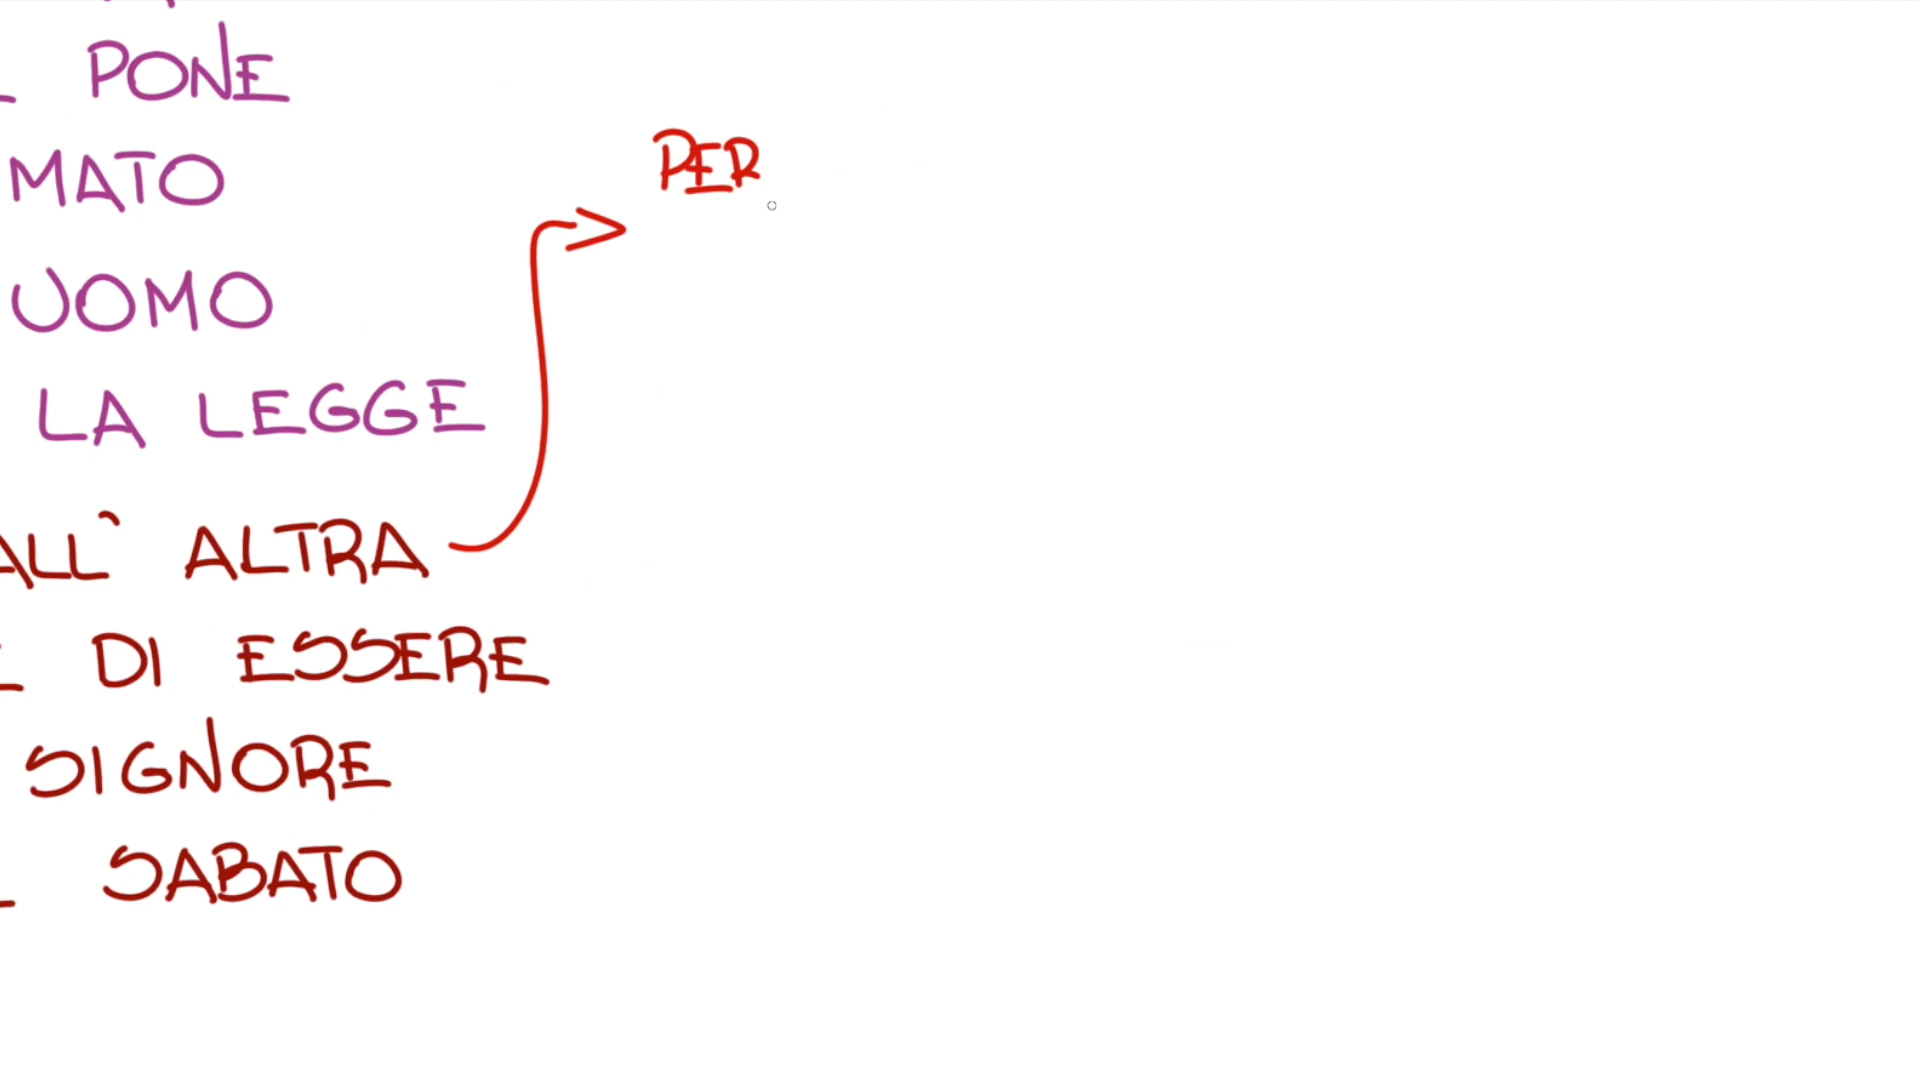 PONE
MATO
UOMO
LA LEGGE
ALL` ALTRA
DI ESSERE
SIGNORE
SABATO
PER